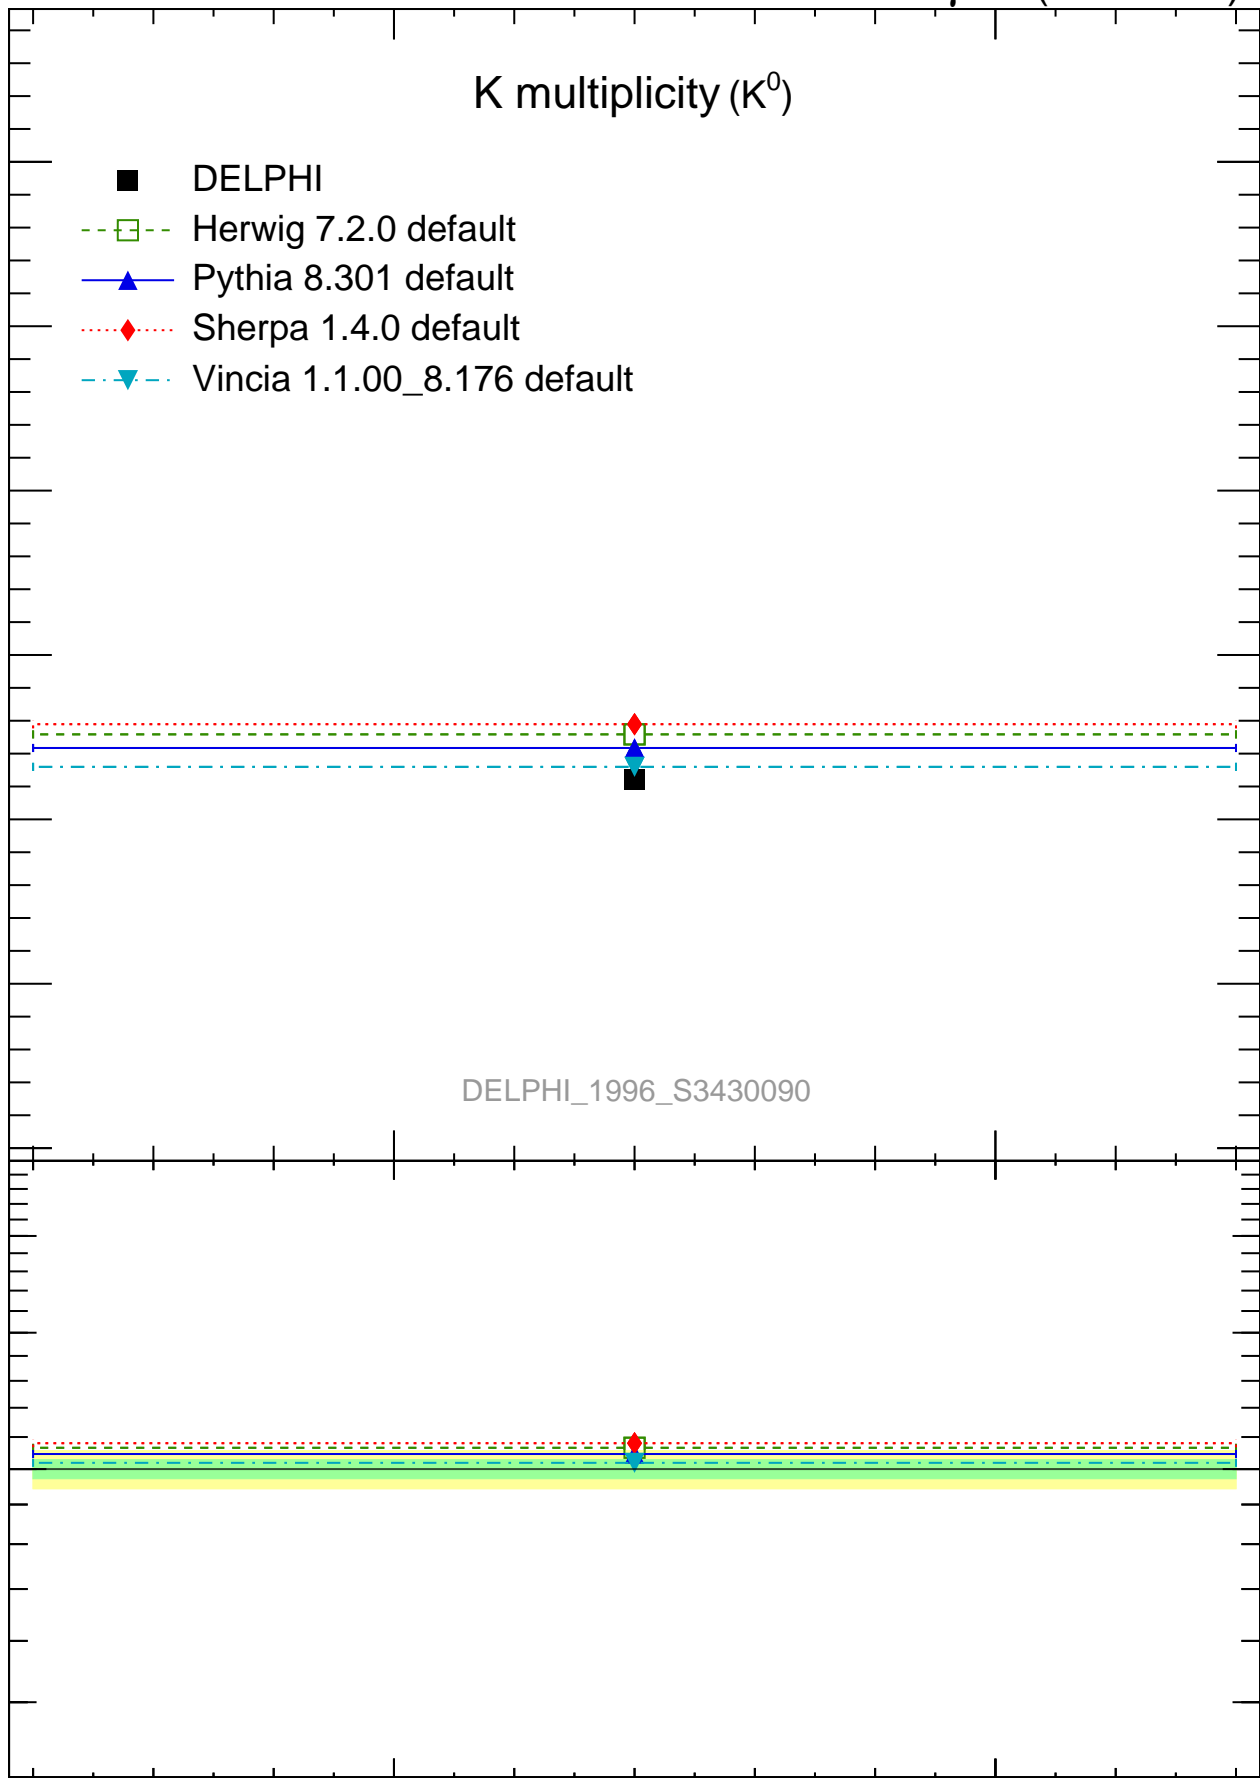 K multiplicity (K⁰)
DELPHI
Herwig 7.2.0 default
Pythia 8.301 default
Sherpa 1.4.0 default
Vincia 1.1.00_8.176 default
DELPHI_1996_S3430090